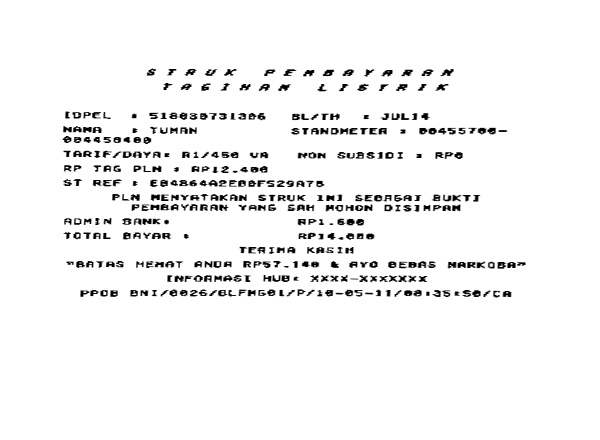 STRUK PEMBAYARAN
TAGIHAN LISTRIK
IDPEL : 518030731306 BL/TH : JUL14
NAMA : TUMAN STANDMETER : 00455700-
004450400
TARIF/DAYA: R1/450 VA NON SUBSIDI : RP0
RP TAG PLN : RP12.400
ST REF : E04864A2E00F529A78
PLN MENYATAKAN STRUK INI SEBAGAI BUKTI
PEMBAYARAN YANG SAH MOHON DISIMPAN
ADMIN BANK: RP1.600
TOTAL BAYAR : RP14.000
TERIMA KASIH
"BATAS HEMAT ANDA RP57.140 & AYO BEBAS NARKOBA"
INFORMASI HUB: XXXX-XXXXXXX
PPOB BNI/0026/BLFMG01/P/10-05-11/08:35:50/CA